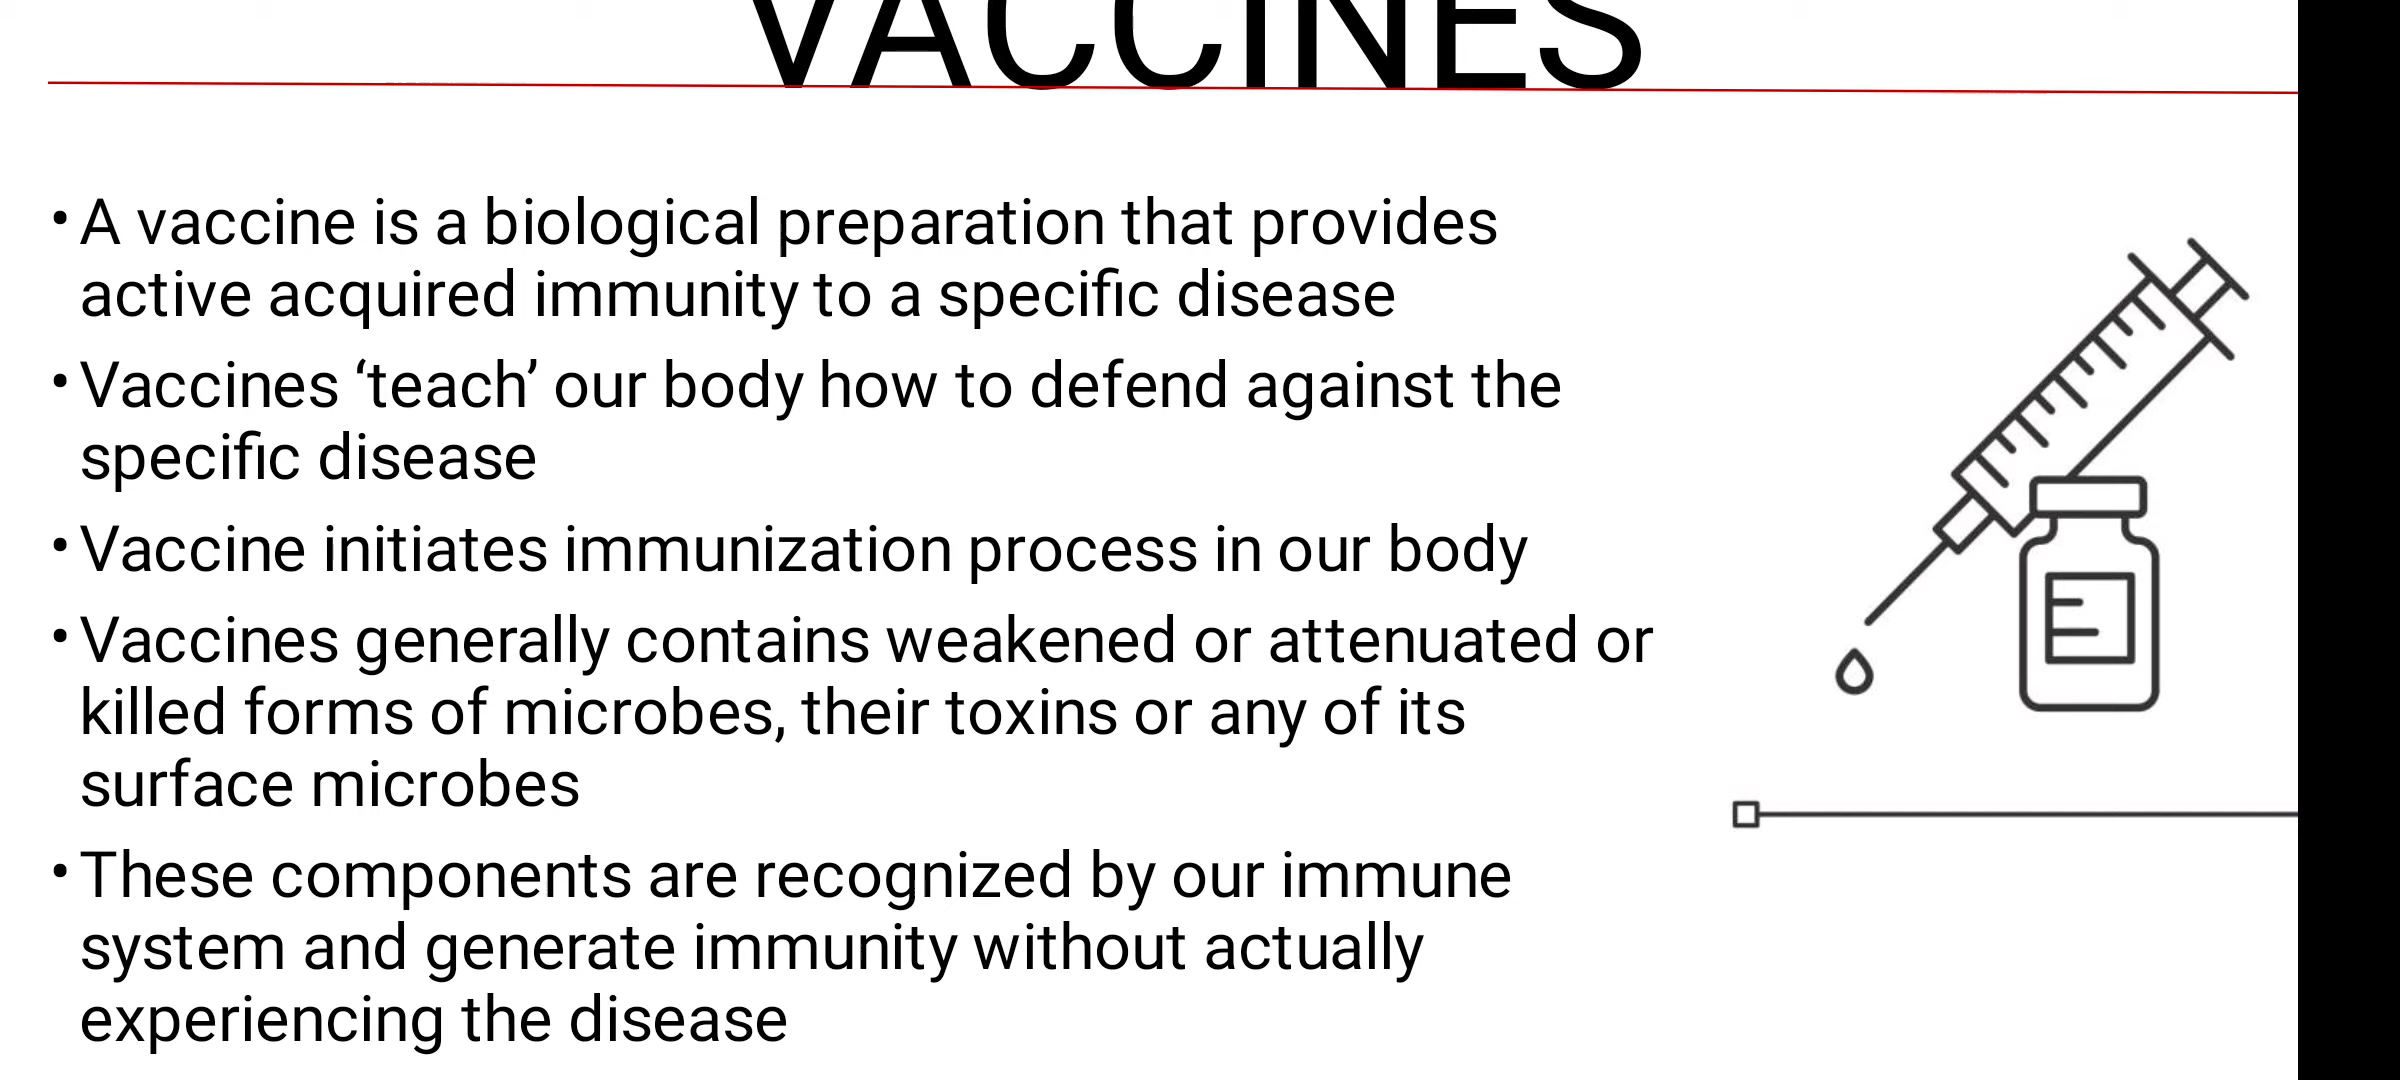 VACCINES
• A vaccine is a biological preparation that provides
active acquired immunity to a specific disease
• Vaccines ‘teach’ our body how to defend against the
specific disease
• Vaccine initiates immunization process in our body
• Vaccines generally contains weakened or attenuated or
killed forms of microbes, their toxins or any of its
surface microbes
• These components are recognized by our immune
system and generate immunity without actually
experiencing the disease